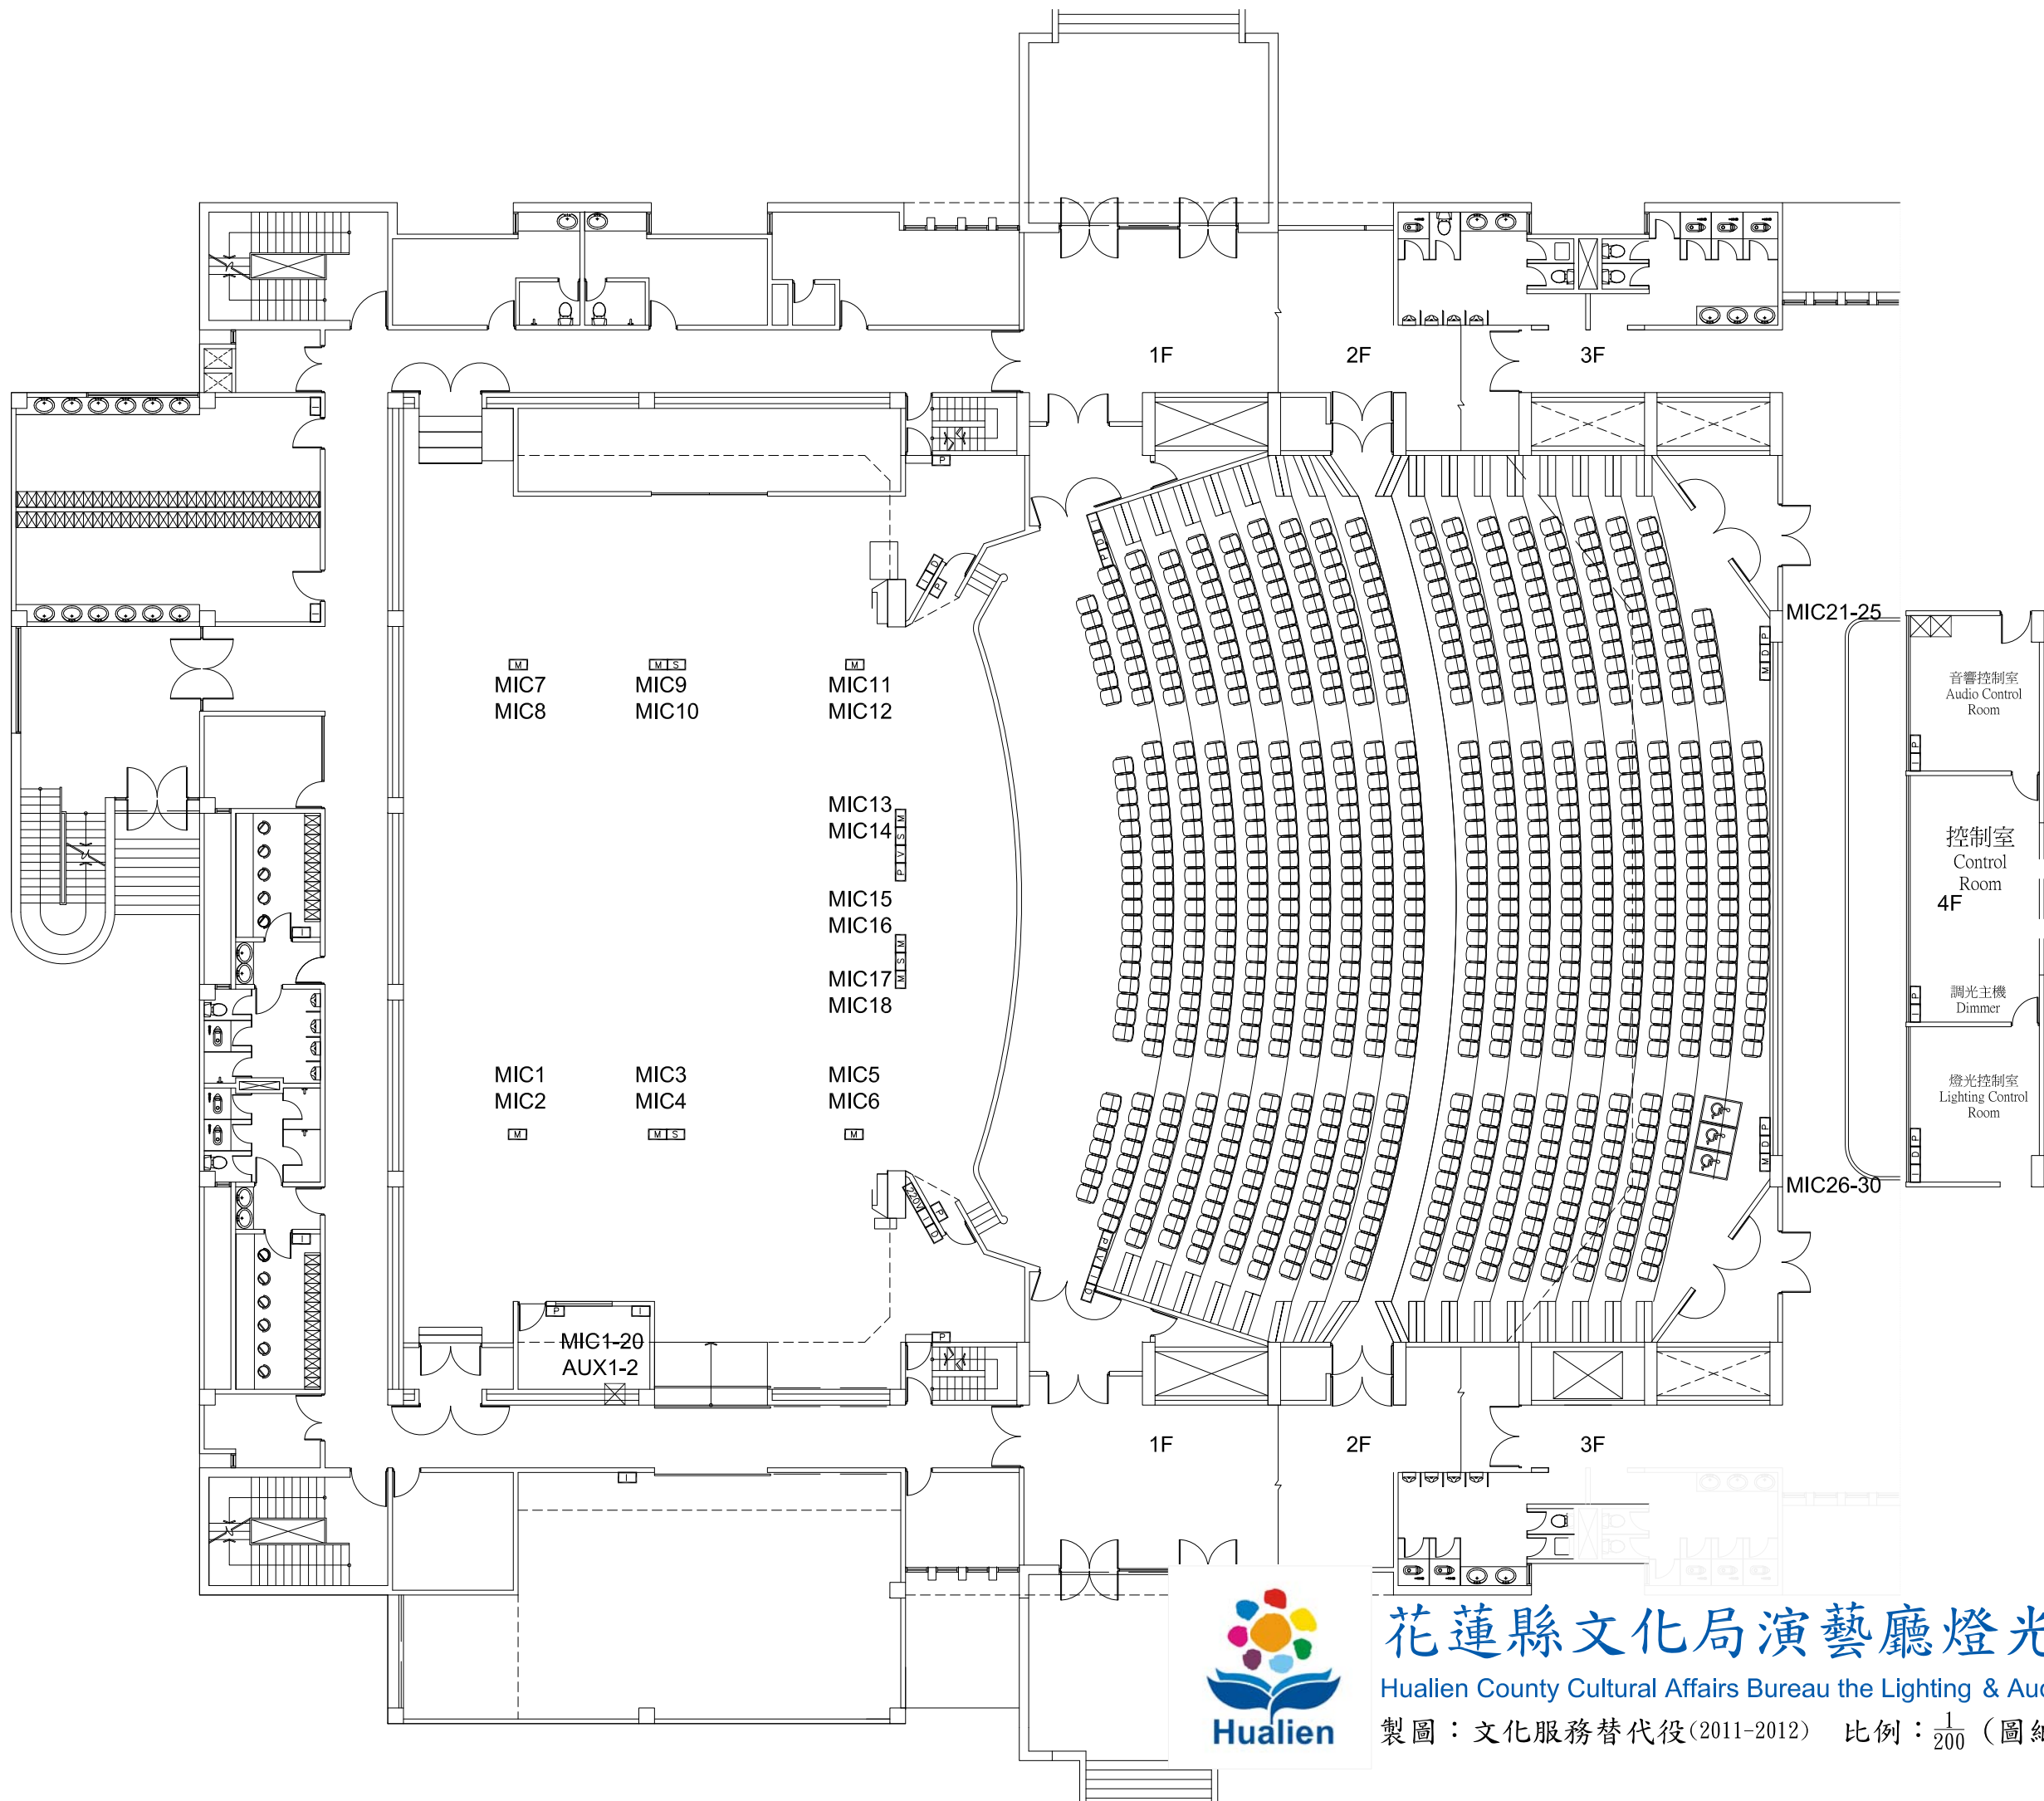 1F
2F
3F
I
I
P
I
D
P
I
D
P
MIC21-25
P
D
M
音響控制室
Audio Control
Room
P
I
M
MIC7
MIC8
M S
MIC9
MIC10
M
MIC11
MIC12
MIC13
MIC14
M
S
V
P
控制室
Control
Room
4F
MIC15
MIC16
M
S
M
MIC17
MIC18
I
調光主機
Dimmer
P
I
MIC1
MIC2
M
MIC3
MIC4
M S
MIC5
MIC6
M
燈光控制室
Lighting Control
Room
P
D
I
P
D
M
MIC26-30
220V
I
D
P
P
V
I
D
I
P
I
MIC1-20
AUX1-2
P
1F
2F
3F
I
Hualien
花蓮縣文化局演藝廳燈光
Hualien County Cultural Affairs Bureau the Lighting & Au
製圖：文化服務替代役(2011-2012) 比例：1/200 (圖